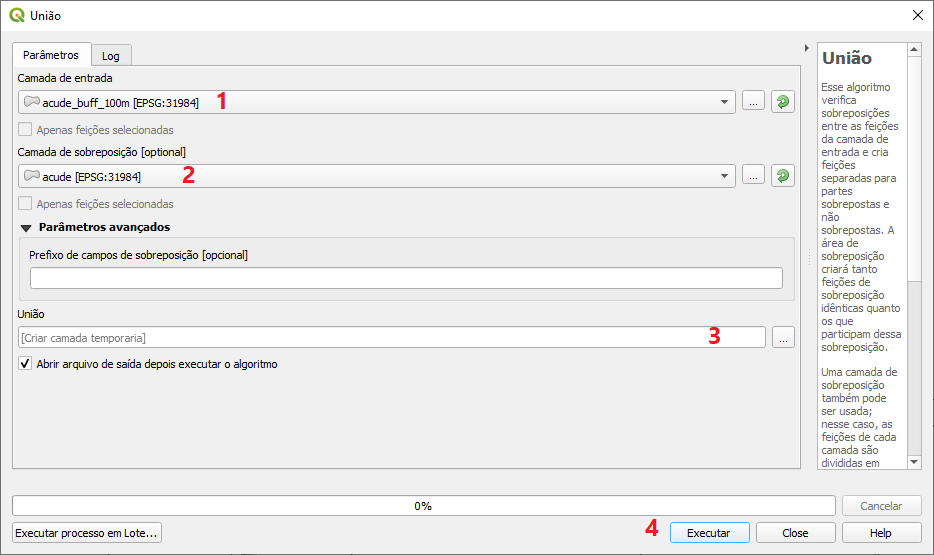 União
Parâmetros
Log
Camada de entrada
acude_buff_100m [EPSG:31984]
1
...
Apenas feições selecionadas
Camada de sobreposição [optional]
acude [EPSG:31984]
2
...
Apenas feições selecionadas
Parâmetros avançados
Prefixo de campos de sobreposição [opcional]
União
[Criar camada temporaria]
3
...
Abrir arquivo de saída depois executar o algoritmo
União
Esse algoritmo
verifica
sobreposições
entre as feições
da camada de
entrada e cria
feições
separadas para
partes
sobrepostas e
não
sobrepostas. A
área de
sobreposição
criará tanto
feições de
sobreposição
idênticas quanto
os que
participam dessa
sobreposição.
Uma camada de
sobreposição
também pode
ser usada;
nesse caso, as
feições de cada
camada são
divididas em
0%
Cancelar
Executar processo em Lote...
4
Executar
Close
Help